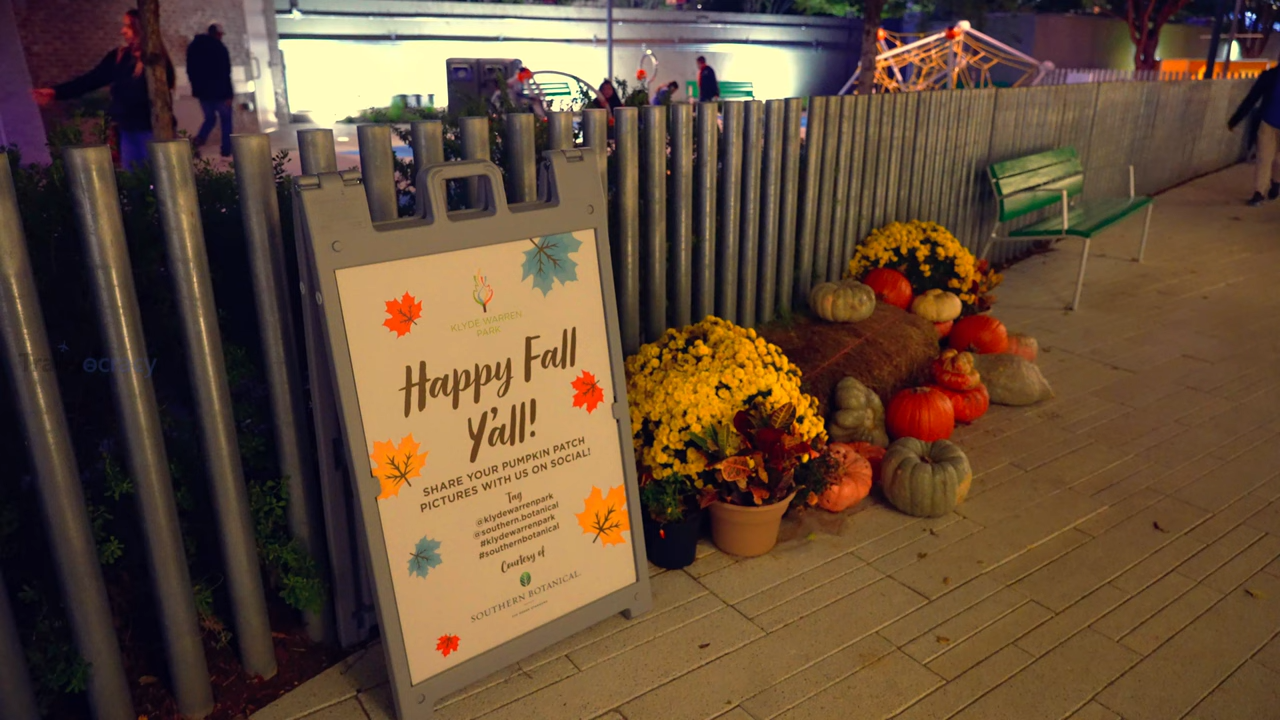 KLYDE WARREN
PARK
Happy Fall
Y'all!
SHARE YOUR PUMPKIN PATCH
PICTURES WITH US ON SOCIAL!
Tag
@klydewarrenpark
@southern.botanical
#klydewarrenpark
#southernbotanical
Courtesy of
SOUTHERN BOTANICAL